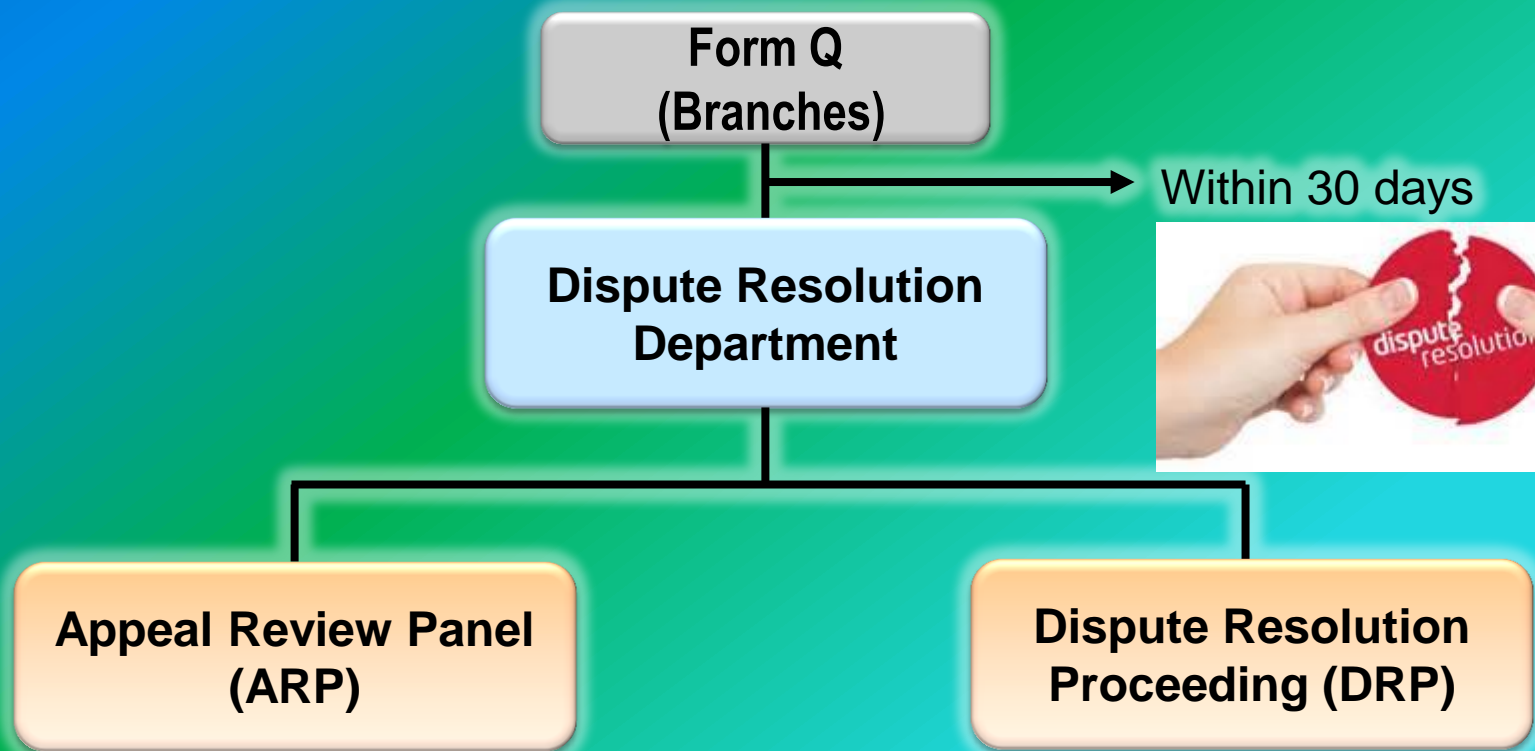 Form Q
(Branches)
Within 30 days
Dispute Resolution
Department
dispute
resolution
Appeal Review Panel
(ARP)
Dispute Resolution
Proceeding (DRP)